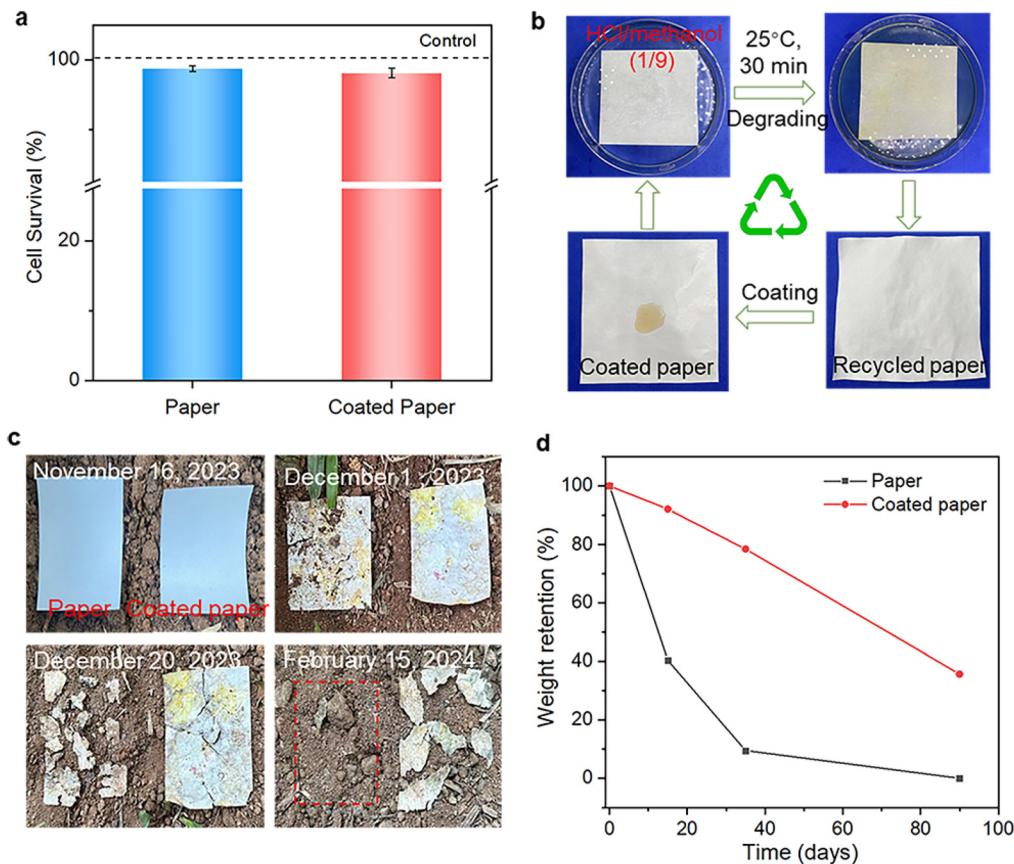 a
Control
100
20
0
Cell Survival (%)
Paper
Coated Paper
b
HCl/methanol
(1/9)
25°C,
30 min
Degrading
Coating
Coated paper
Recycled paper
c
November 16, 2023
Paper
Coated paper
December 1, 2023
December 20, 2023
February 15, 2024
d
Paper
Coated paper
100
80
60
40
20
0
Weight retention (%)
0
20
40
60
80
100
Time (days)